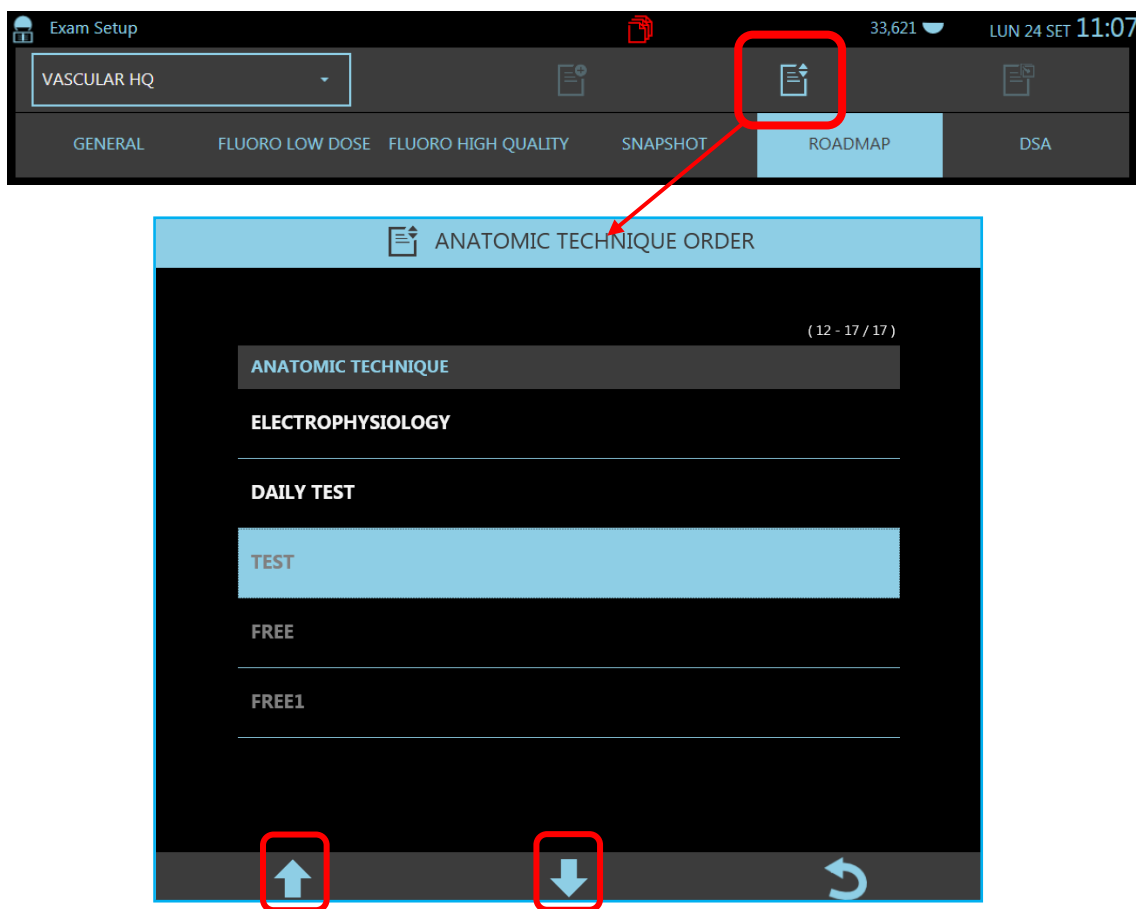 Exam Setup 33,621 LUN 24 SET 11:07
VASCULAR HQ
GENERAL FLUORO LOW DOSE FLUORO HIGH QUALITY SNAPSHOT ROADMAP DSA
ANATOMIC TECHNIQUE ORDER
( 12 - 17 / 17 )
ANATOMIC TECHNIQUE
ELECTROPHYSIOLOGY
DAILY TEST
TEST
FREE
FREE1